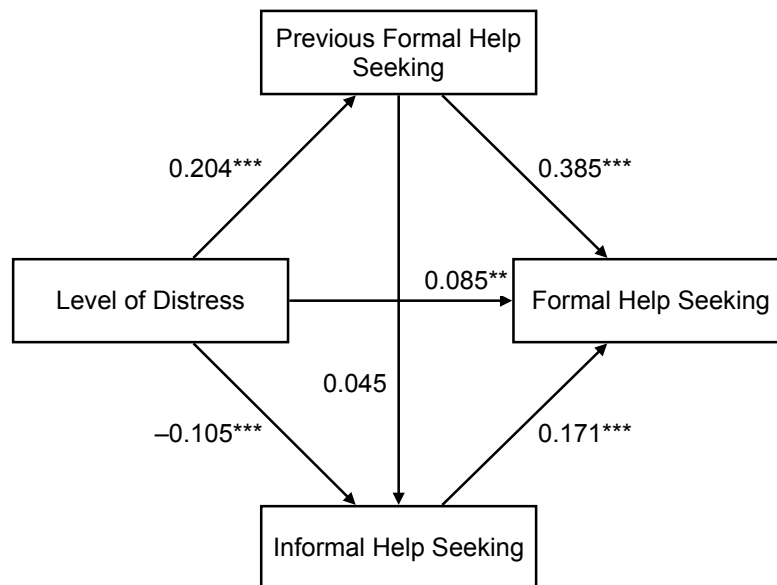 Previous Formal Help
Seeking
0.204***
0.385***
Level of Distress
0.085**
Formal Help Seeking
0.045
–0.105***
0.171***
Informal Help Seeking